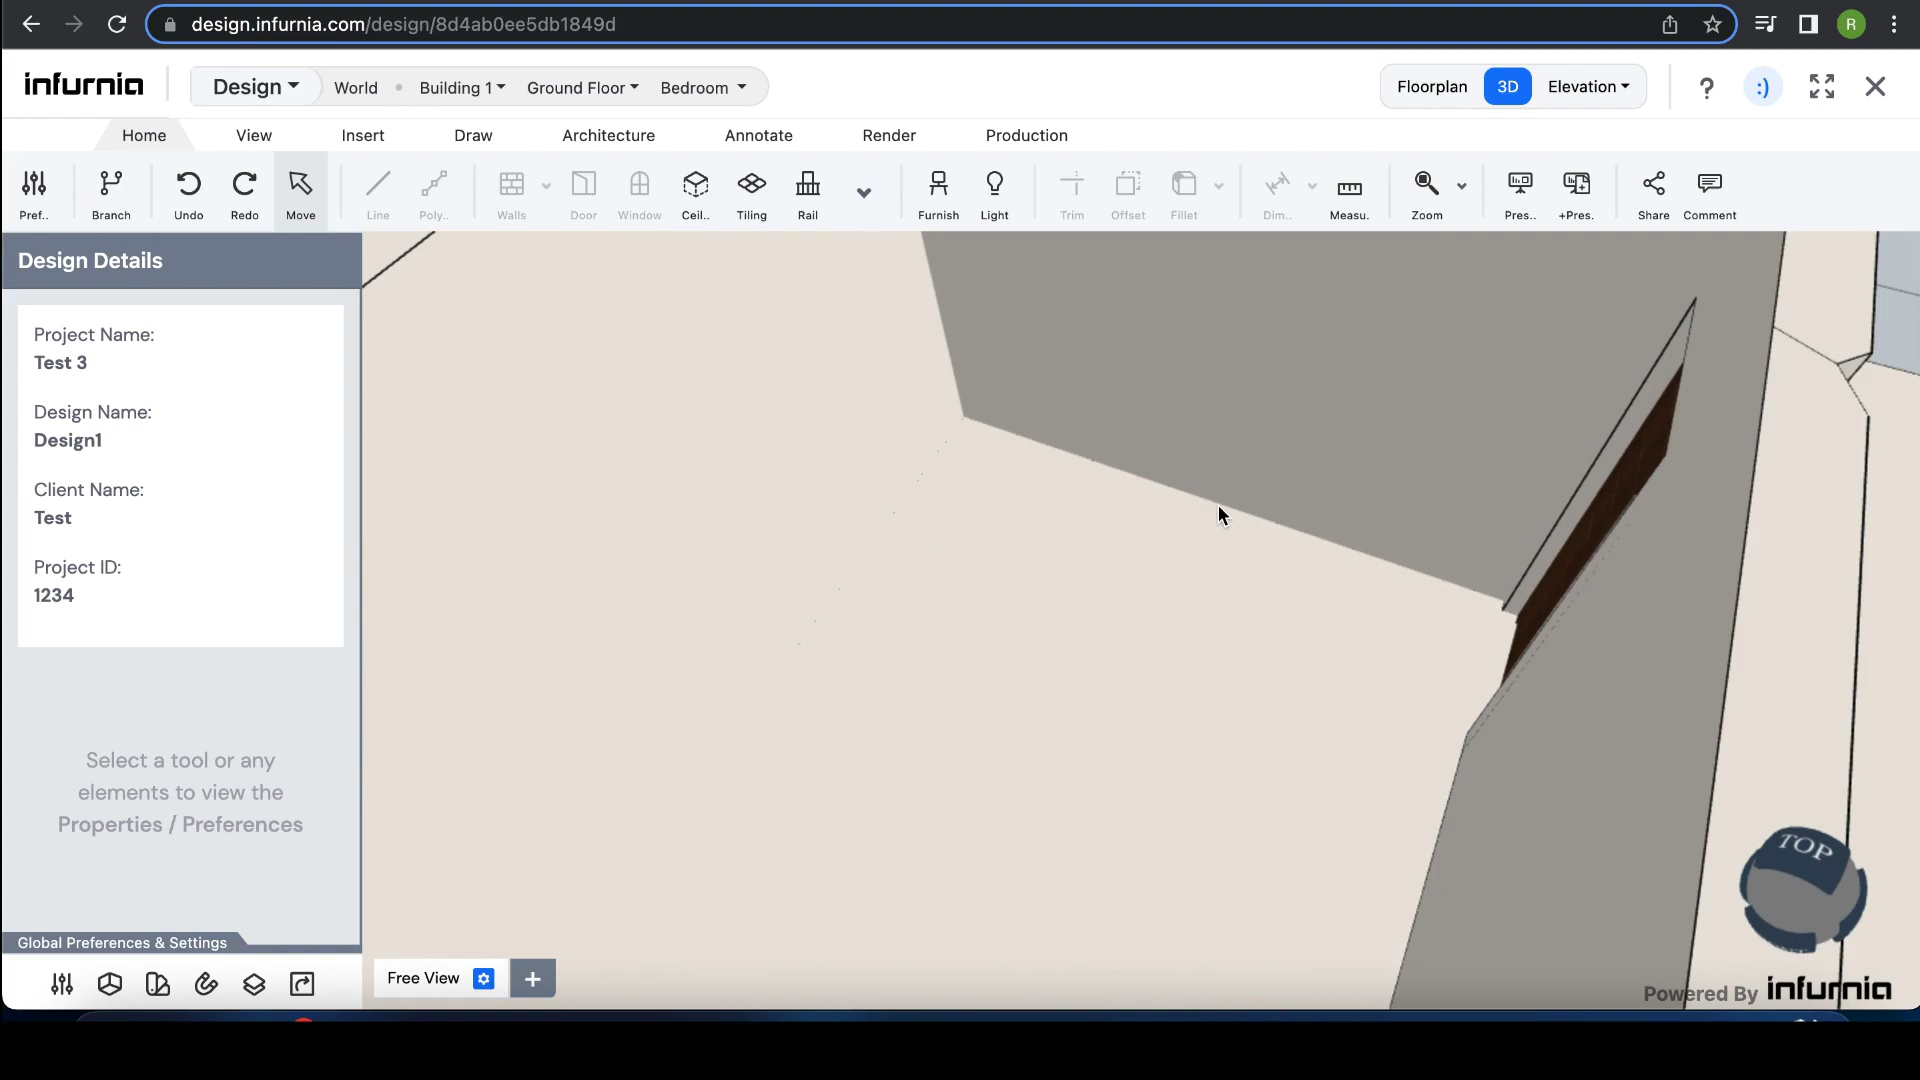 design.infurnia.com/design/8d4ab0ee5db1849d
R
infurnia
Design
World
Building 1
Ground Floor
Bedroom
Floorplan
3D
Elevation
?
:)
Home
View
Insert
Draw
Architecture
Annotate
Render
Production
Pref..
Branch
Undo
Redo
Move
Line
Poly..
Walls
Door
Window
Ceil..
Tiling
Rail
Furnish
Light
Trim
Offset
Fillet
Dim..
Measu.
Zoom
Pres..
+Pres.
Share
Comment
Design Details
Project Name:
Test 3
Design Name:
Design1
Client Name:
Test
Project ID:
1234
Select a tool or any
elements to view the
Properties / Preferences
Global Preferences & Settings
Free View
+
TOP
Powered By infurnia